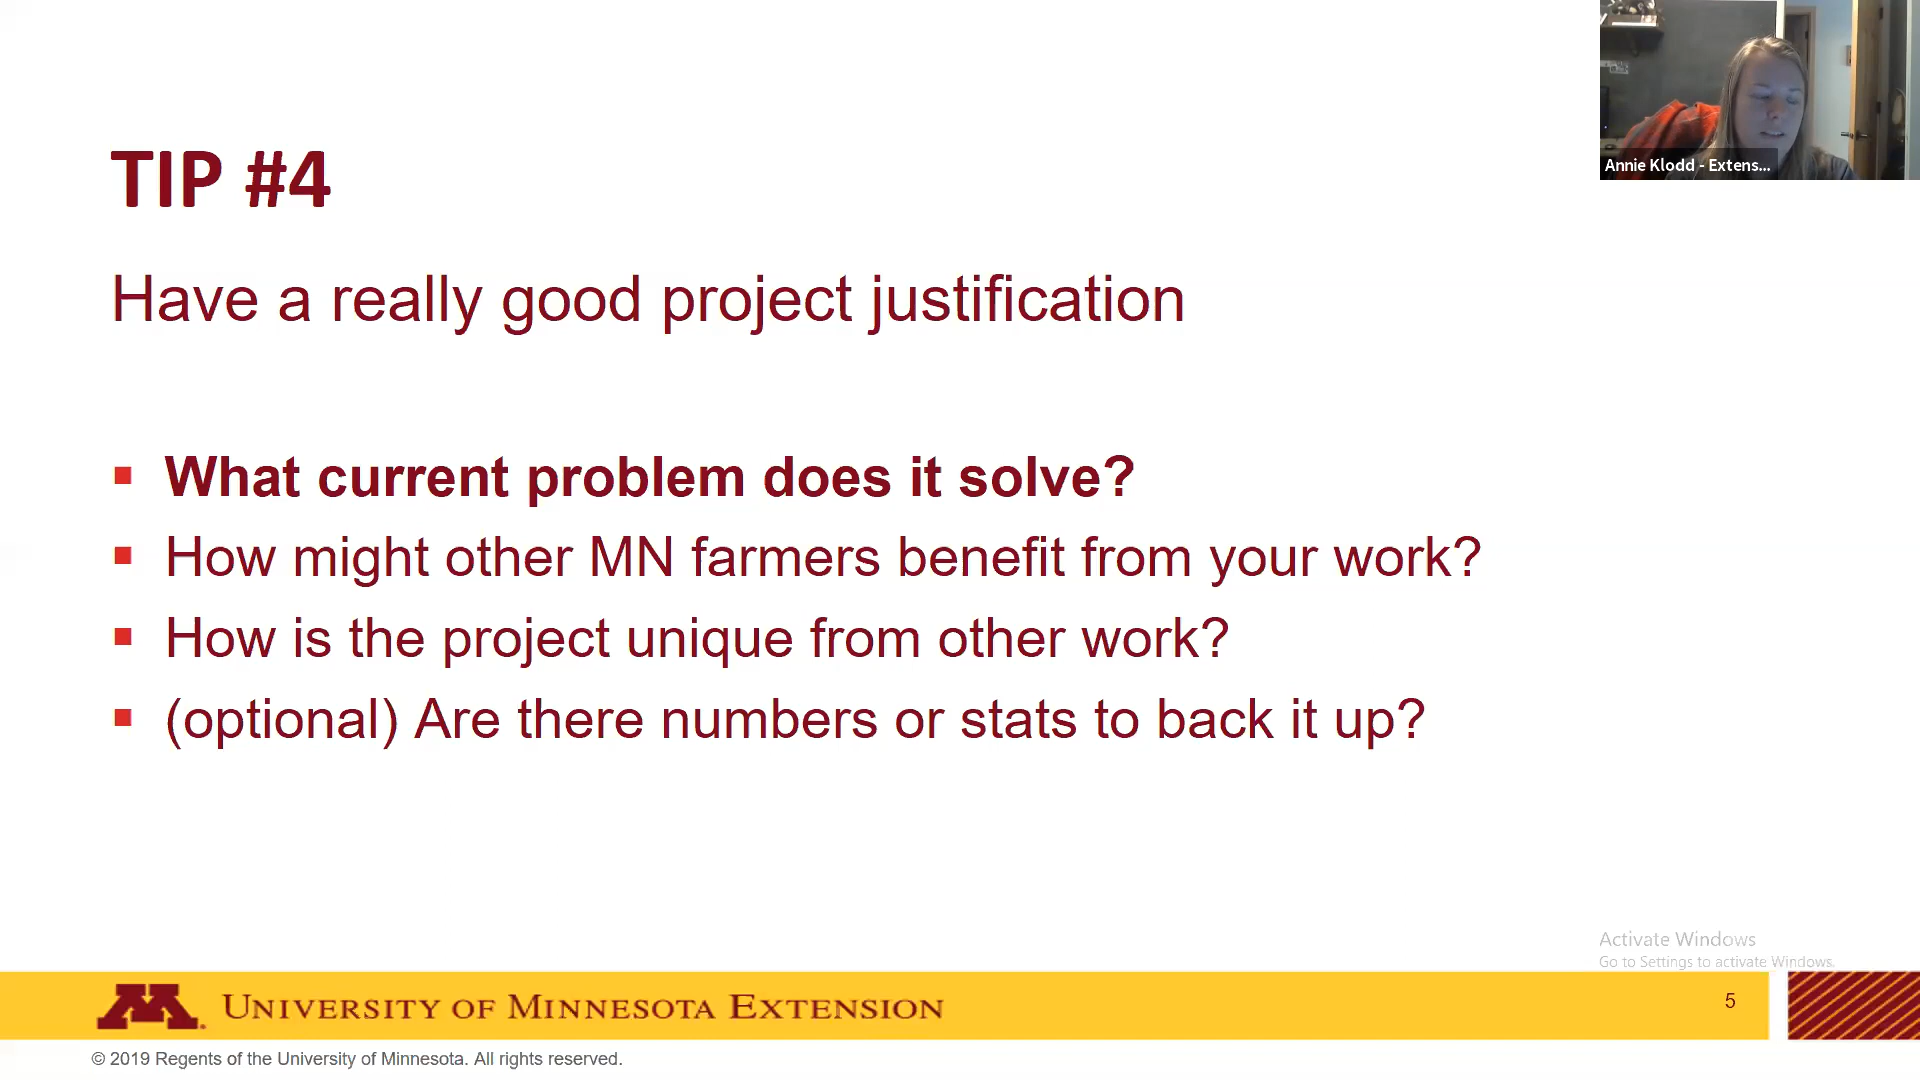 Annie Klodd - Extens...
TIP #4
Have a really good project justification
What current problem does it solve?
How might other MN farmers benefit from your work?
How is the project unique from other work?
(optional) Are there numbers or stats to back it up?
Activate Windows
Go to Settings to activate Windows.
M
UNIVERSITY OF MINNESOTA EXTENSION
5
© 2019 Regents of the University of Minnesota. All rights reserved.